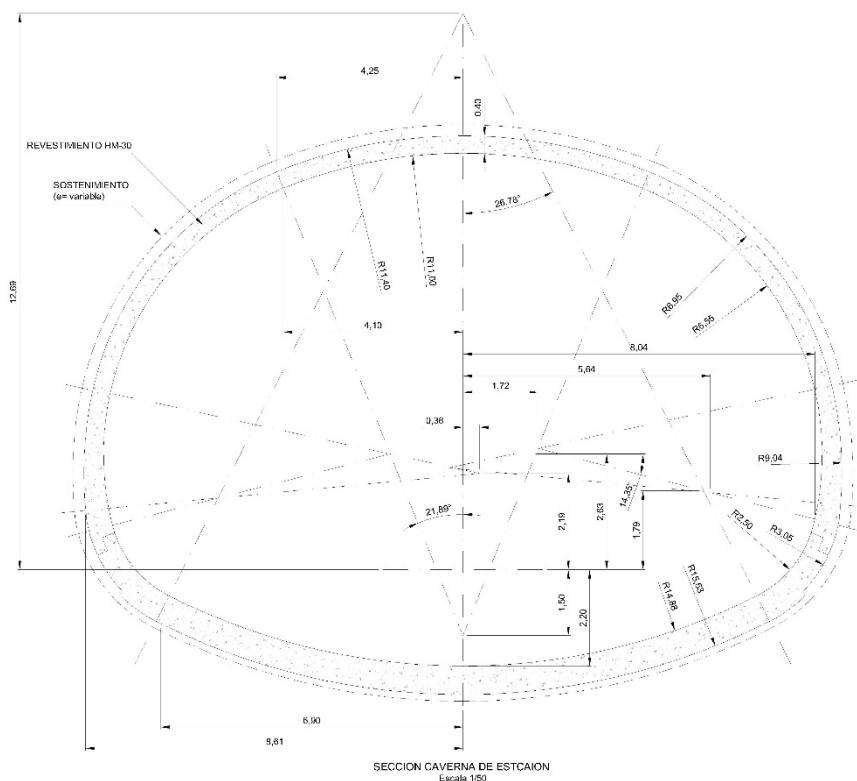 4,25
0.43
REVESTIMIENTO HM-30
SOSTENIMIENTO
(e= variable)
26,78°
12,69
R11,40
R11,00
R6,95
R6,55
4,10
8,04
5,64
1,72
0,36
R9,04
21,89°
2,19
2,63
14,35°
1,79
R2,50
R3,05
1,50
2,20
R14,88
R15,53
6,90
8,61
SECCION CAVERNA DE ESTCAION
Escala 1/50